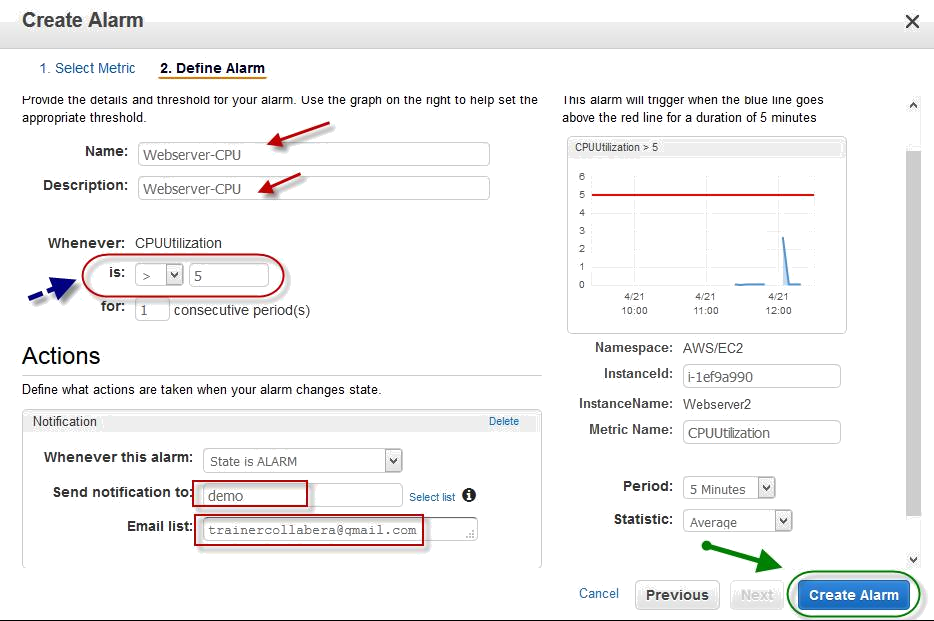 Create Alarm
1. Select Metric 2. Define Alarm
Provide the details and threshold for your alarm. Use the graph on the right to help set the
appropriate threshold.
Name: Webserver-CPU
Description: Webserver-CPU
Whenever: CPUUtilization
is: > 5
for: 1 consecutive period(s)
Actions
Define what actions are taken when your alarm changes state.
Notification Delete
Whenever this alarm: State is ALARM
Send notification to: demo Select list i
Email list: trainercollabera@gmail.com
This alarm will trigger when the blue line goes
above the red line for a duration of 5 minutes
CPUUtilization > 5
6
5
4
3
2
1
0
4/21 4/21 4/21
10:00 11:00 12:00
Namespace: AWS/EC2
InstanceId: i-1ef9a990
InstanceName: Webserver2
Metric Name: CPUUtilization
Period: 5 Minutes
Statistic: Average
Cancel Previous Next Create Alarm